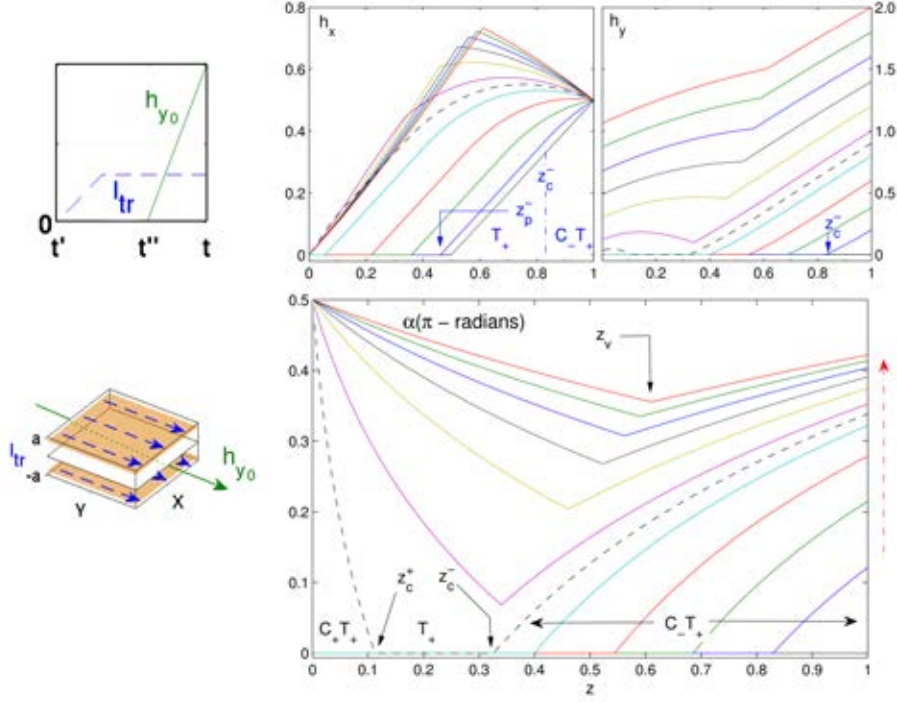 h_y0
I_tr
0
t' t'' t
h_x
0.8
0.6
0.4
0.2
0
z_p^-
z_c^-
T_+
C_-T_+
0 0.2 0.4 0.6 0.8 1
h_y
2.0
1.5
1.0
0.5
0
z_c^-
0.2 0.4 0.6 0.8 1
α(π − radians)
0.5
0.4
0.3
0.2
0.1
0
z_v
z_c^+
z_c^-
C_+T_+
T_+
C_-T_+
0 0.1 0.2 0.3 0.4 0.5 0.6 0.7 0.8 0.9 1
z
a
I_tr
-a
h_y0
Y
X